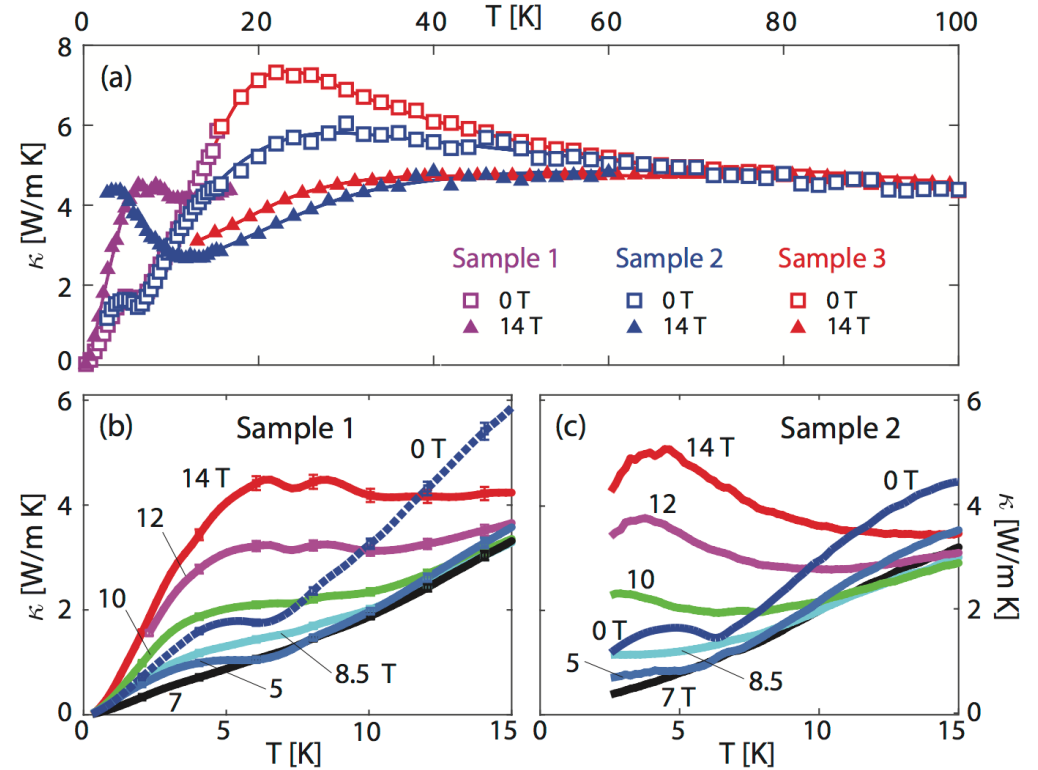 T [K]
0 20 40 60 80 100
(a)
8
6
4
2
0
κ [W/m K]
Sample 1 Sample 2 Sample 3
0 T 0 T 0 T
14 T 14 T 14 T
(b) Sample 1
6
4
2
0
κ [W/m K]
0 T
14 T
12
10
8.5 T
5
7
0 5 10 15
T [K]
(c) Sample 2
14 T
0 T
12
10
0 T
5
8.5
7 T
6
4
2
0
κ [W/m K]
0 5 10 15
T [K]